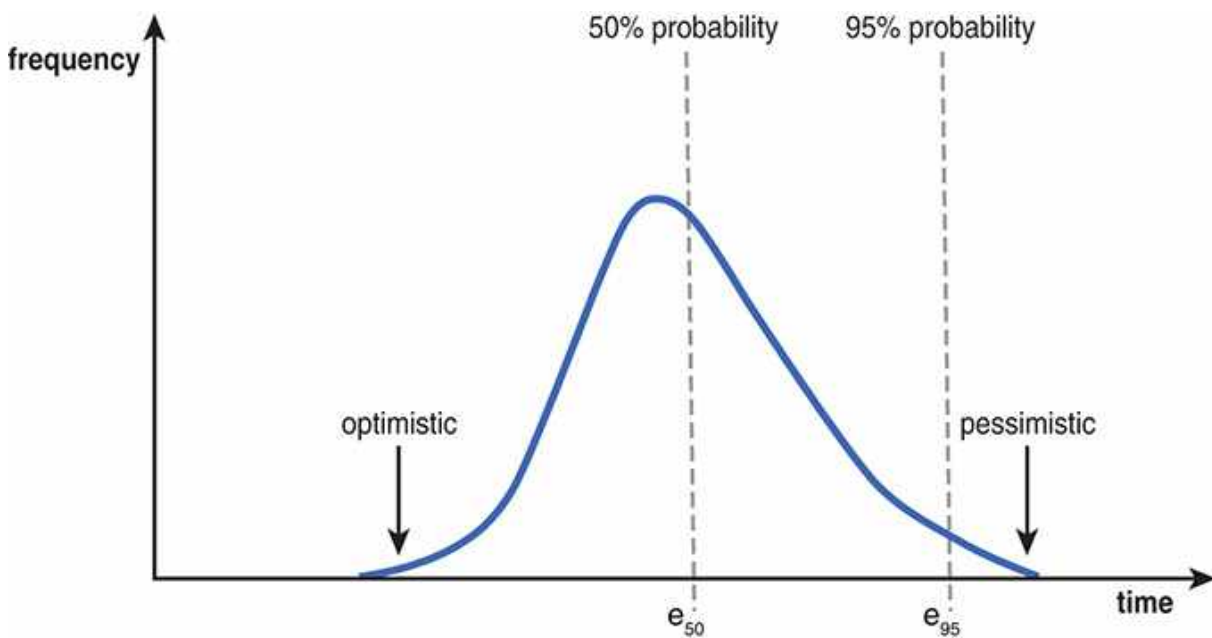 50% probability
95% probability
frequency
optimistic
pessimistic
time
e50
e95